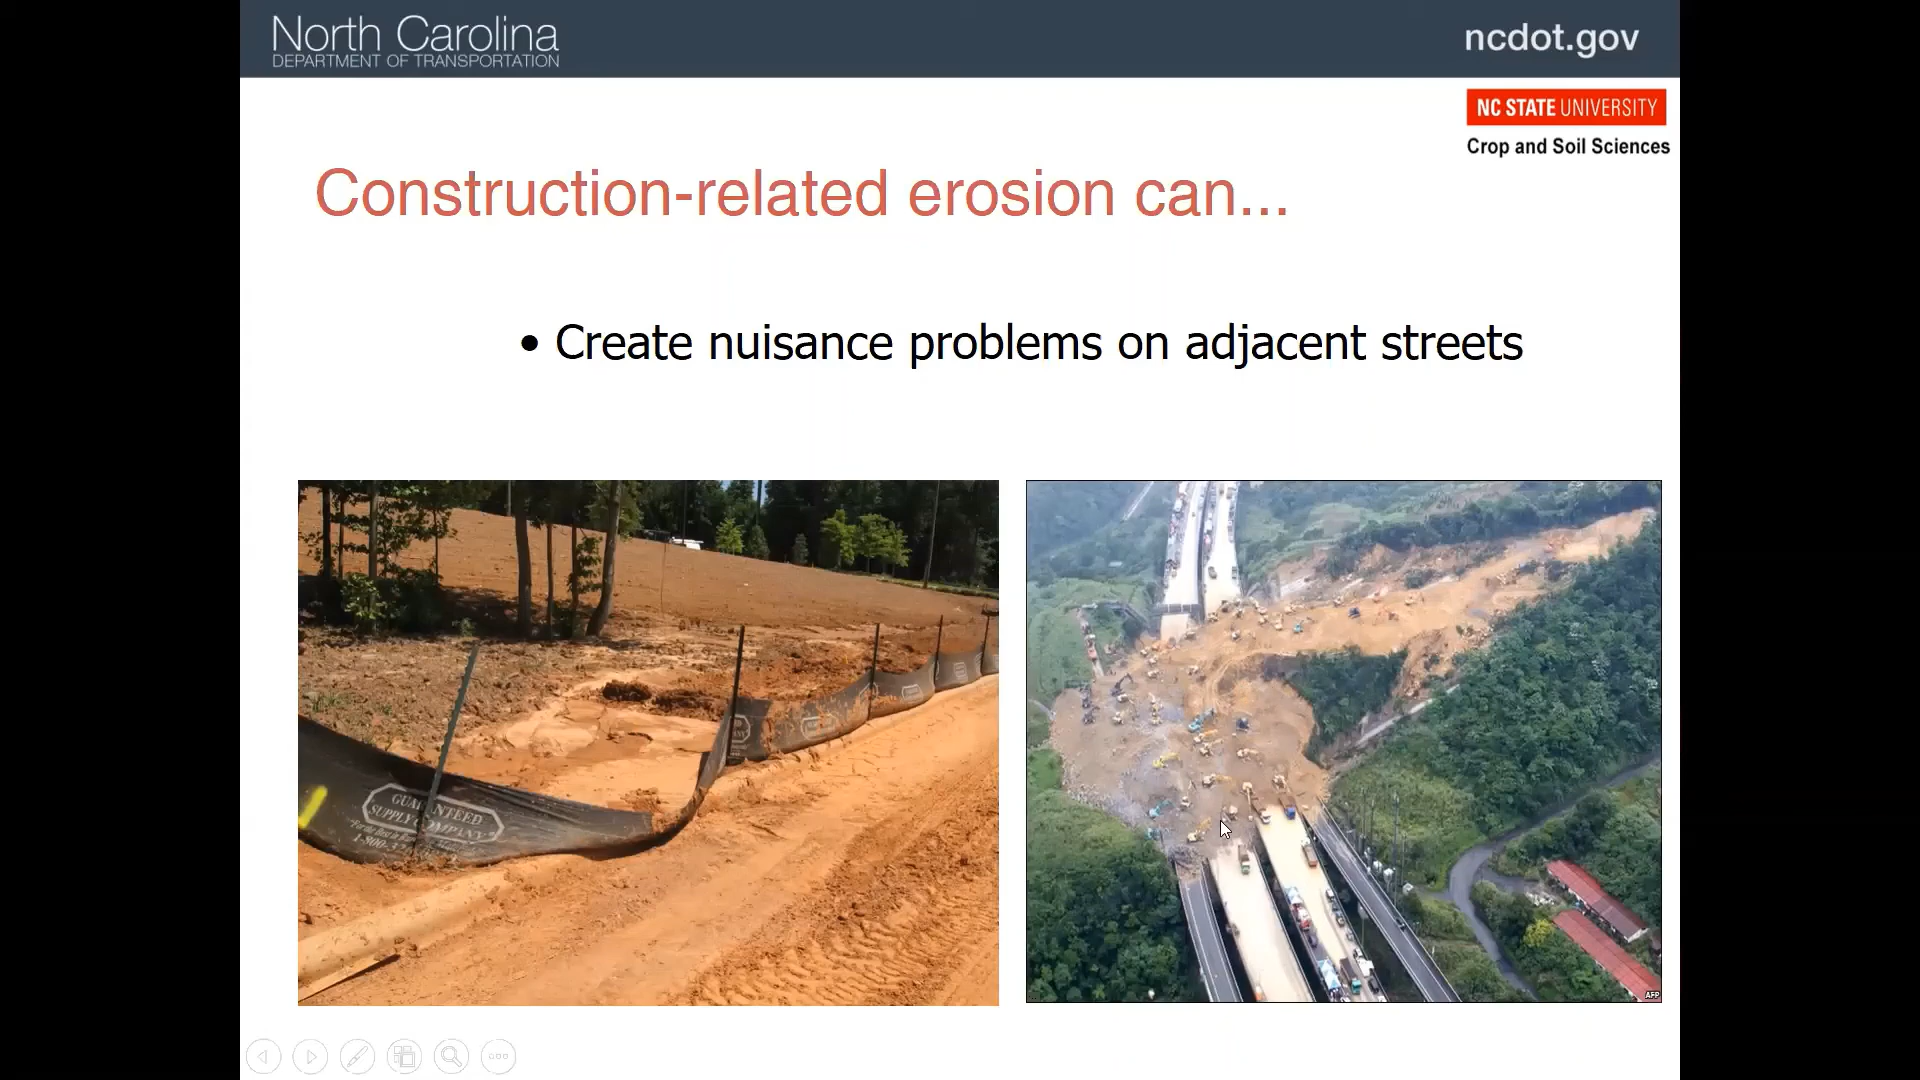 North Carolina
DEPARTMENT OF TRANSPORTATION
ncdot.gov
NC STATE UNIVERSITY
Crop and Soil Sciences
Construction-related erosion can...
• Create nuisance problems on adjacent streets
GUARANTEED
SUPPLY COMPANY
AFP